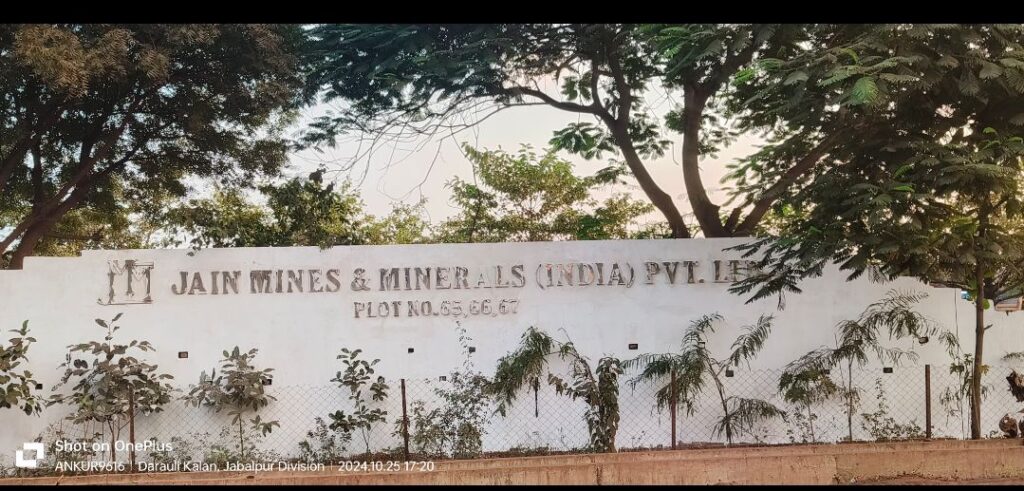 JAIN MINES & MINERALS (INDIA) PVT. LTD.
PLOT NO.65,66,67
Shot on OnePlus
ANKUR9616 | Darauli Kalan, Jabalpur Division | 2024.10.25 17:20